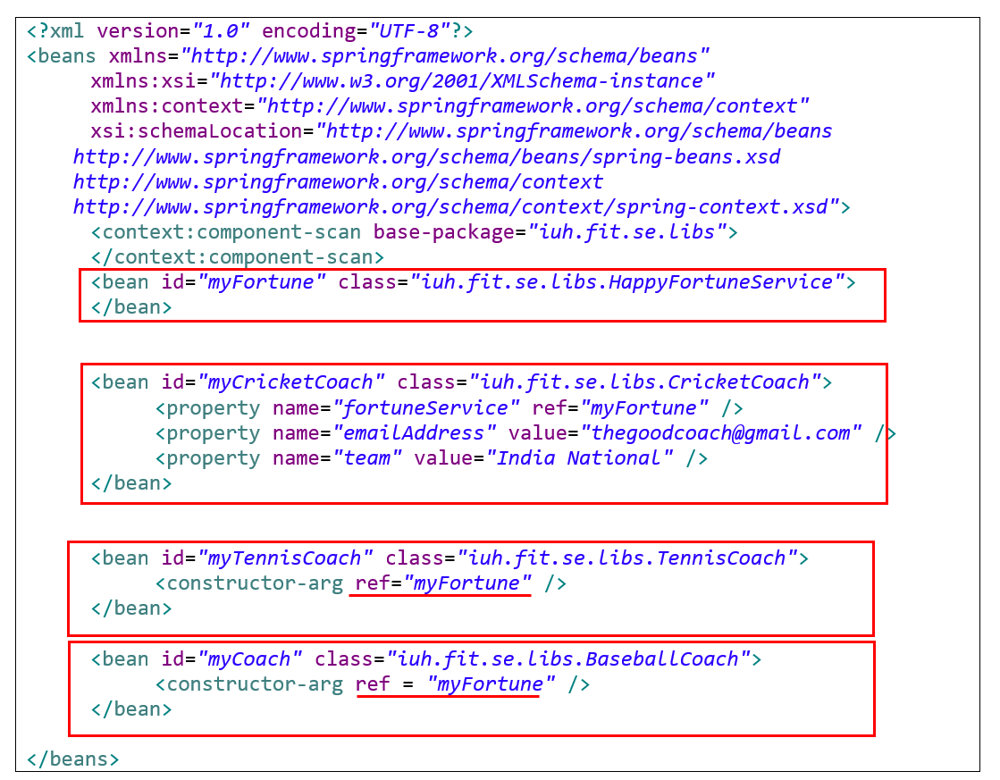 <?xml version="1.0" encoding="UTF-8"?>
<beans xmlns="http://www.springframework.org/schema/beans"
xmlns:xsi="http://www.w3.org/2001/XMLSchema-instance"
xmlns:context="http://www.springframework.org/schema/context"
xsi:schemaLocation="http://www.springframework.org/schema/beans
http://www.springframework.org/schema/beans/spring-beans.xsd
http://www.springframework.org/schema/context
http://www.springframework.org/schema/context/spring-context.xsd">
<context:component-scan base-package="iuh.fit.se.libs">
</context:component-scan>
<bean id="myFortune" class="iuh.fit.se.libs.HappyFortuneService">
</bean>
<bean id="myCricketCoach" class="iuh.fit.se.libs.CricketCoach">
<property name="fortuneService" ref="myFortune" />
<property name="emailAddress" value="thegoodcoach@gmail.com" />
<property name="team" value="India National" />
</bean>
<bean id="myTennisCoach" class="iuh.fit.se.libs.TennisCoach">
<constructor-arg ref="myFortune" />
</bean>
<bean id="myCoach" class="iuh.fit.se.libs.BaseballCoach">
<constructor-arg ref = "myFortune" />
</bean>
</beans>